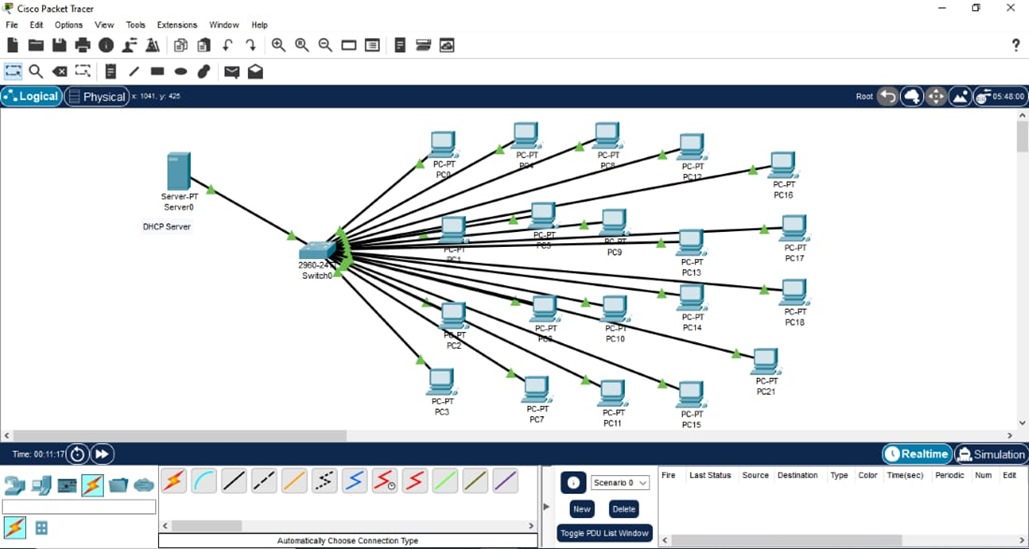 Cisco Packet Tracer
File Edit Options View Tools Extensions Window Help
Logical Physical x: 1041, y: 425 Root 05:48:00
Server-PT
Server0
DHCP Server
2960-24
Switch0
PC-PT
PC0
PC-PT
PC-PT
PC-PT
PC12
PC-PT
PC16
PC-PT
PC1
PC-PT
PC-PT
PC9
PC-PT
PC13
PC-PT
PC17
PC-PT
PC2
PC-PT
PC-PT
PC10
PC-PT
PC14
PC-PT
PC18
PC-PT
PC3
PC-PT
PC7
PC-PT
PC11
PC-PT
PC15
PC-PT
PC21
Time: 00:11:17 Realtime Simulation
Scenario 0
New Delete
Toggle PDU List Window
Fire Last Status Source Destination Type Color Time(sec) Periodic Num Edit
Automatically Choose Connection Type